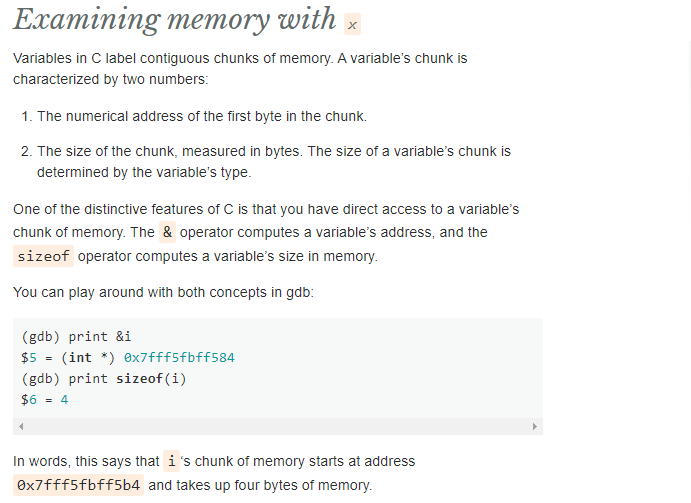 Examining memory with x
Variables in C label contiguous chunks of memory. A variable’s chunk is
characterized by two numbers:
1. The numerical address of the first byte in the chunk.
2. The size of the chunk, measured in bytes. The size of a variable’s chunk is
determined by the variable’s type.
One of the distinctive features of C is that you have direct access to a variable’s
chunk of memory. The & operator computes a variable’s address, and the
sizeof operator computes a variable’s size in memory.
You can play around with both concepts in gdb:
(gdb) print &i
$5 = (int *) 0x7fff5fbff584
(gdb) print sizeof(i)
$6 = 4
In words, this says that i ’s chunk of memory starts at address
0x7fff5fbff5b4 and takes up four bytes of memory.